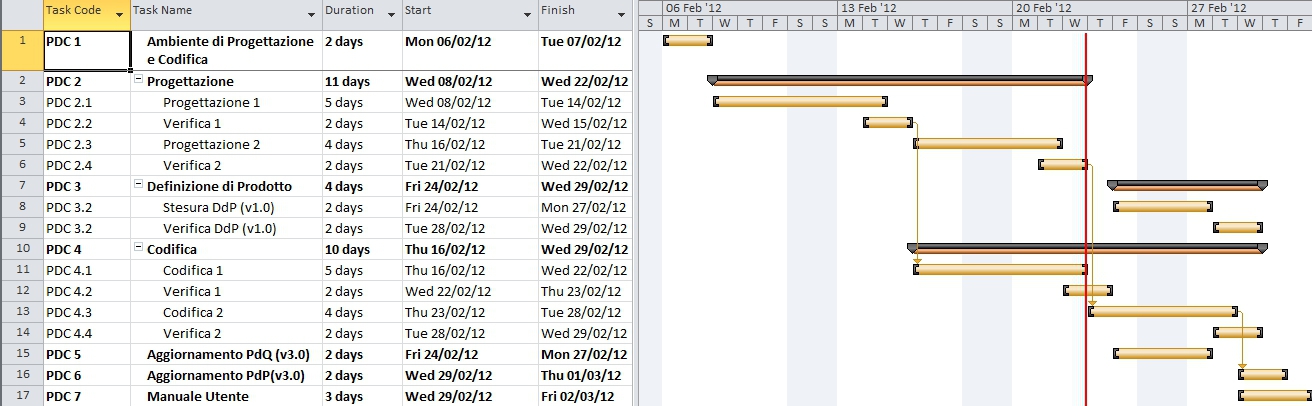 Task Code Task Name Duration Start Finish
06 Feb '12 13 Feb '12 20 Feb '12 27 Feb '12
S M T W T F S S M T W T F S S M T W T F S S M T W T F
1 PDC 1 Ambiente di Progettazione 2 days Mon 06/02/12 Tue 07/02/12
e Codifica
2 PDC 2 Progettazione 11 days Wed 08/02/12 Wed 22/02/12
3 PDC 2.1 Progettazione 1 5 days Wed 08/02/12 Tue 14/02/12
4 PDC 2.2 Verifica 1 2 days Tue 14/02/12 Wed 15/02/12
5 PDC 2.3 Progettazione 2 4 days Thu 16/02/12 Tue 21/02/12
6 PDC 2.4 Verifica 2 2 days Tue 21/02/12 Wed 22/02/12
7 PDC 3 Definizione di Prodotto 4 days Fri 24/02/12 Wed 29/02/12
8 PDC 3.2 Stesura DdP (v1.0) 2 days Fri 24/02/12 Mon 27/02/12
9 PDC 3.2 Verifica DdP (v1.0) 2 days Tue 28/02/12 Wed 29/02/12
10 PDC 4 Codifica 10 days Thu 16/02/12 Wed 29/02/12
11 PDC 4.1 Codifica 1 5 days Thu 16/02/12 Wed 22/02/12
12 PDC 4.2 Verifica 1 2 days Wed 22/02/12 Thu 23/02/12
13 PDC 4.3 Codifica 2 4 days Thu 23/02/12 Tue 28/02/12
14 PDC 4.4 Verifica 2 2 days Tue 28/02/12 Wed 29/02/12
15 PDC 5 Aggiornamento PdQ (v3.0) 2 days Fri 24/02/12 Mon 27/02/12
16 PDC 6 Aggiornamento PdP(v3.0) 2 days Wed 29/02/12 Thu 01/03/12
17 PDC 7 Manuale Utente 3 days Wed 29/02/12 Fri 02/03/12